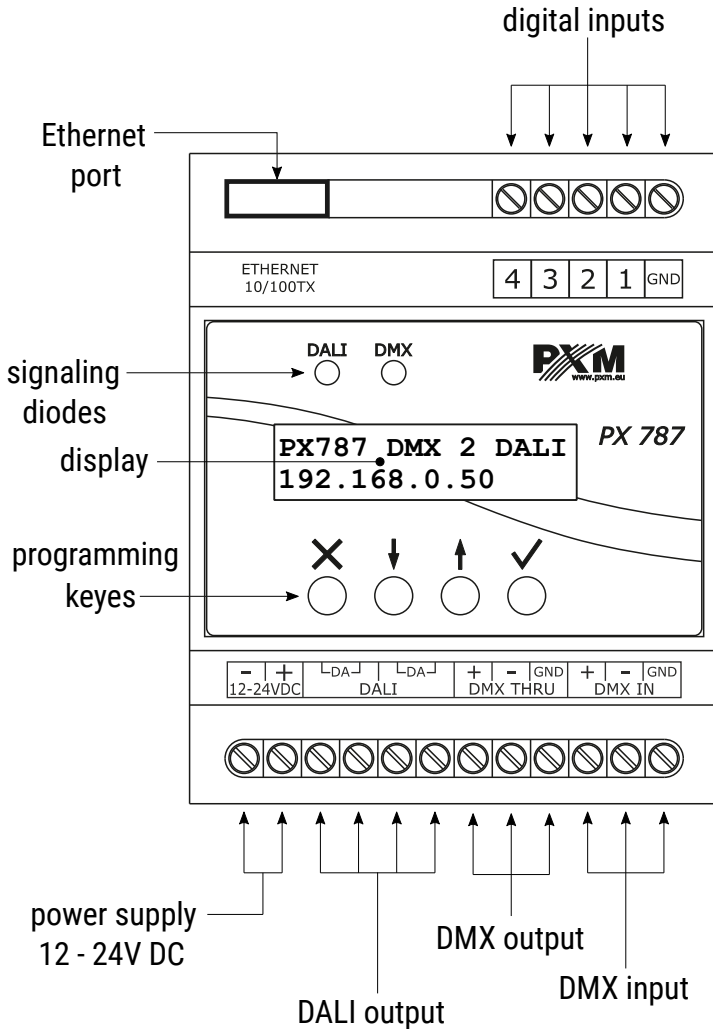 digital inputs
Ethernet
port
ETHERNET
10/100TX
4 3 2 1 GND
DALI DMX
PXM
www.pxm.eu
signaling
diodes
PX 787
PX787 DMX 2 DALI
192.168.0.50
display
programming
keyes
- + DA DA + - GND + - GND
12-24VDC DALI DMX THRU DMX IN
power supply
12 - 24V DC
DMX output
DMX input
DALI output